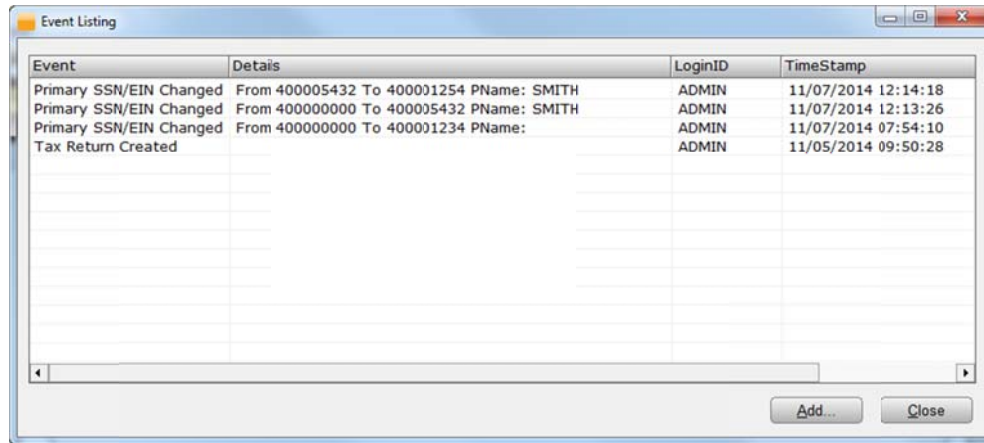 Event Listing
Event Details LoginID TimeStamp
Primary SSN/EIN Changed From 400005432 To 400001254 PName: SMITH ADMIN 11/07/2014 12:14:18
Primary SSN/EIN Changed From 400000000 To 400005432 PName: SMITH ADMIN 11/07/2014 12:13:26
Primary SSN/EIN Changed From 400000000 To 400001234 PName: ADMIN 11/07/2014 07:54:10
Tax Return Created ADMIN 11/05/2014 09:50:28
Add... Close